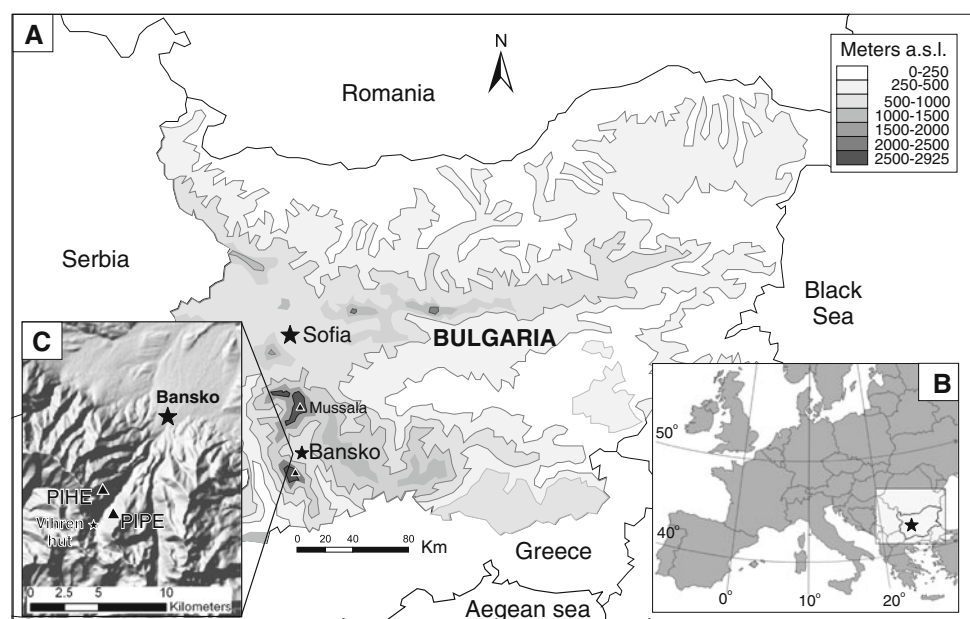 A
N
Romania
Meters a.s.l.
0-250
250-500
500-1000
1000-1500
1500-2000
2000-2500
2500-2925
Serbia
Black
Sea
Sofia
BULGARIA
C
Bansko
Mussala
Bansko
PIHE
PIPE
Vihren
hut
0 2.5 5 10
Kilometers
0 20 40 80
Km
Greece
Aegean sea
B
50°
40°
0°
10°
20°